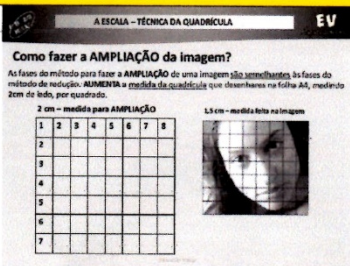 A ESCALA – TÉCNICA DA QUADRÍCULA
EV
Como fazer a AMPLIAÇÃO da imagem?
As fases do método para fazer a AMPLIAÇÃO de uma imagem são semelhantes às fases do
método de redução. AUMENTA a medida da quadrícula que desenhares na folha A4, medindo
2cm de lado, por quadrado.
2 cm – medida para AMPLIAÇÃO
1,5 cm – medida feita na imagem
1 2 3 4 5 6 7 8
2
3
4
5
6
7